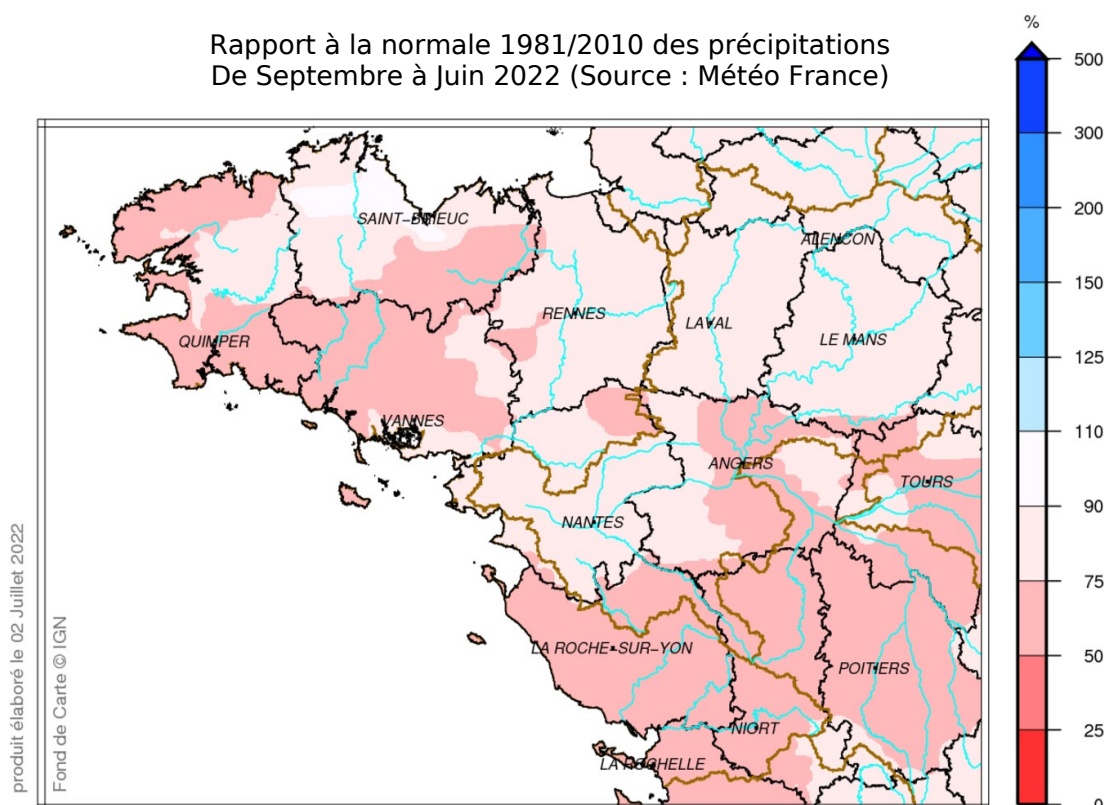 Rapport à la normale 1981/2010 des précipitations
De Septembre à Juin 2022 (Source : Météo France)
%
500
300
200
150
125
110
90
75
50
25
0
SAINT-BRIEUC
ALENCON
RENNES
LAVAL
LE MANS
QUIMPER
VANNES
ANGERS
TOURS
NANTES
LA ROCHE-SUR-YON
POITIERS
NIORT
LA ROCHELLE
produit élaboré le 02 Juillet 2022
Fond de Carte © IGN